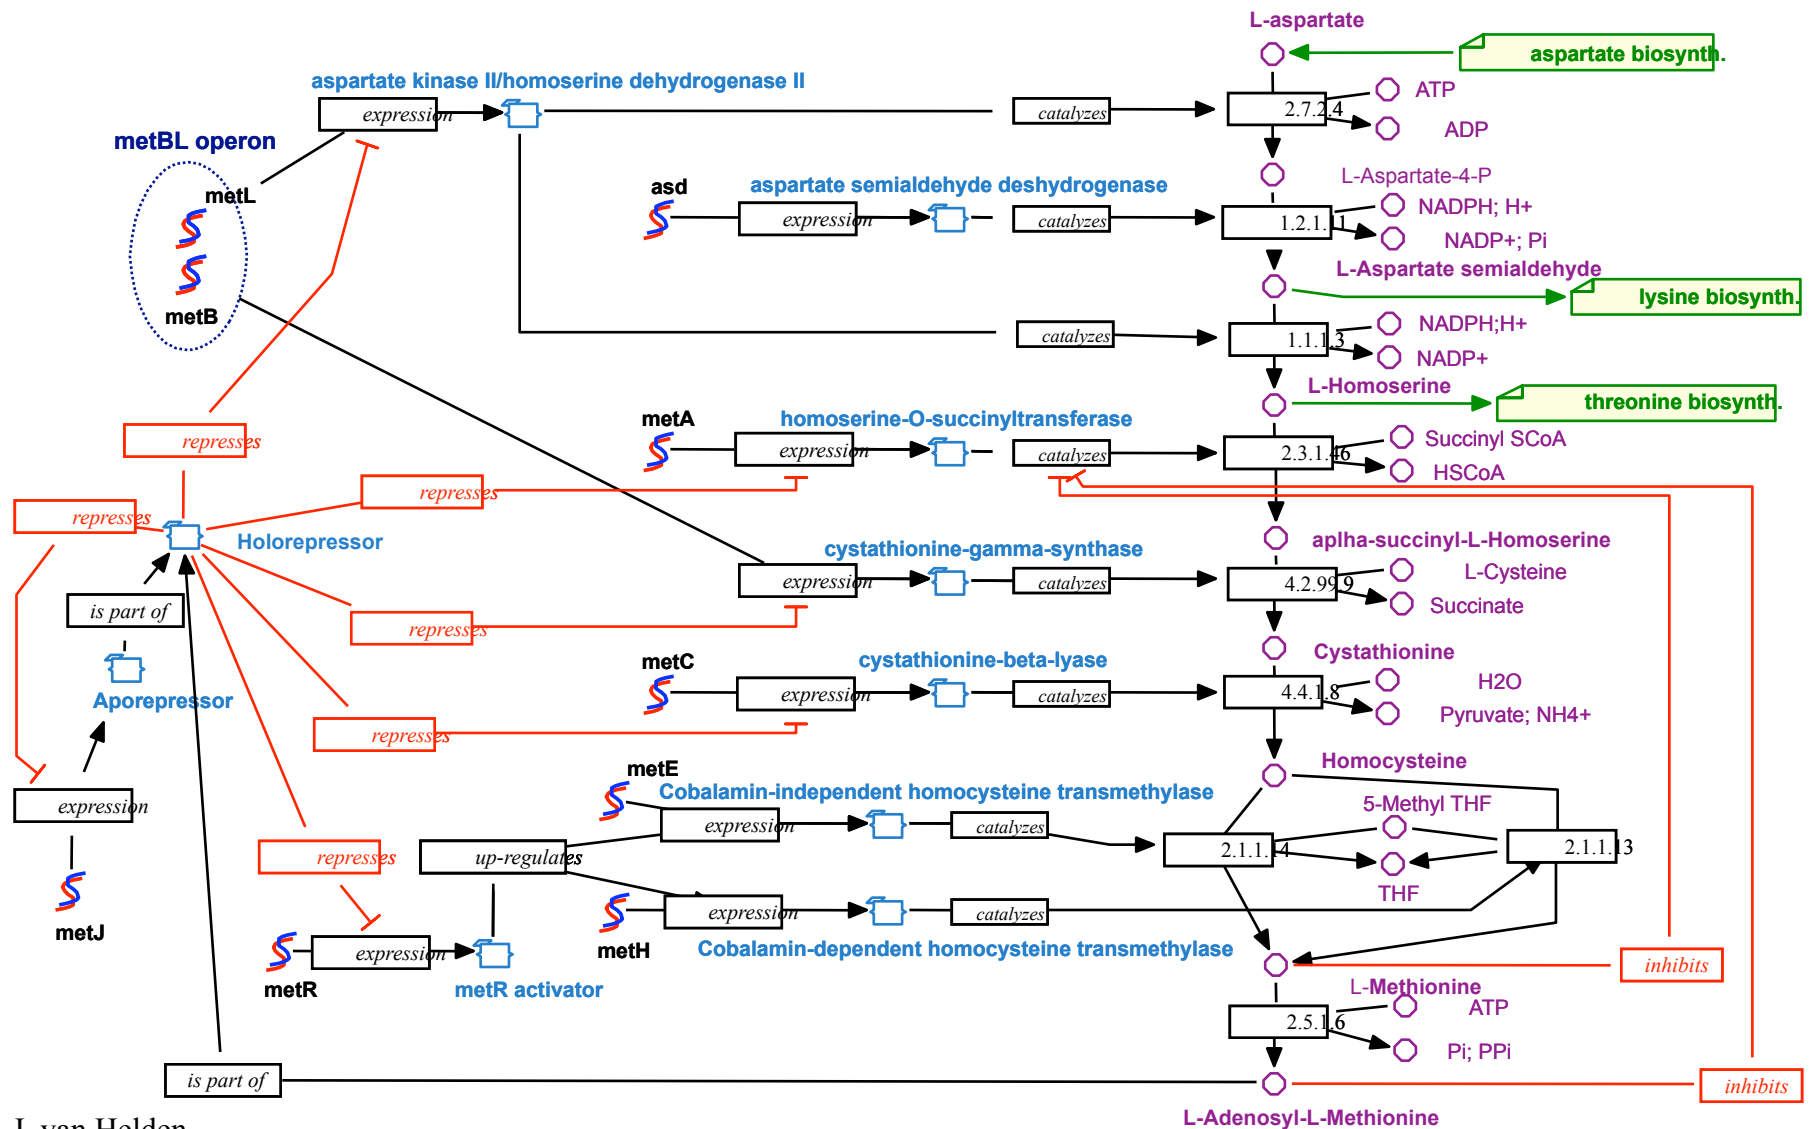 L-aspartate
aspartate biosynth.
aspartate kinase II/homoserine dehydrogenase II
ATP
expression
catalyzes
2.7.2.4
ADP
metBL operon
L-Aspartate-4-P
metL
asd
aspartate semialdehyde deshydrogenase
NADPH; H+
expression
catalyzes
1.2.1.11
NADP+; Pi
L-Aspartate semialdehyde
lysine biosynth.
metB
NADPH;H+
catalyzes
1.1.1.3
NADP+
L-Homoserine
threonine biosynth.
metA
homoserine-O-succinyltransferase
represses
Succinyl SCoA
expression
catalyzes
2.3.1.46
HSCoA
represses
represses
Holorepressor
aplha-succinyl-L-Homoserine
cystathionine-gamma-synthase
L-Cysteine
expression
catalyzes
4.2.99.9
Succinate
is part of
represses
Cystathionine
metC
cystathionine-beta-lyase
H2O
Aporepressor
expression
catalyzes
4.4.1.8
Pyruvate; NH4+
represses
Homocysteine
metE
Cobalamin-independent homocysteine transmethylase
5-Methyl THF
expression
expression
catalyzes
2.1.1.14
2.1.1.13
represses
up-regulates
THF
metJ
expression
catalyzes
metH
Cobalamin-dependent homocysteine transmethylase
expression
inhibits
metR
metR activator
L-Methionine
ATP
2.5.1.6
Pi; PPi
is part of
inhibits
L-Adenosyl-L-Methionine
J. van Helden